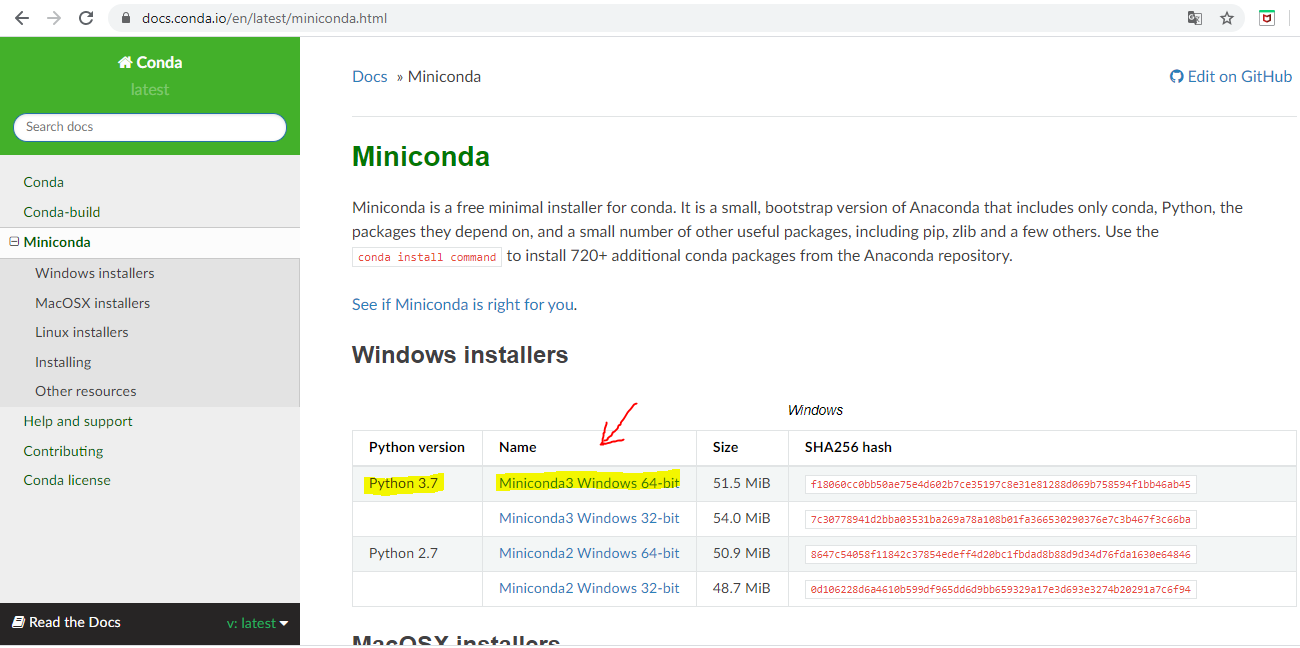 docs.conda.io/en/latest/miniconda.html
Conda
latest
Search docs
Conda
Conda-build
Miniconda
Windows installers
MacOSX installers
Linux installers
Installing
Other resources
Help and support
Contributing
Conda license
Read the Docs v: latest
Docs » Miniconda Edit on GitHub
Miniconda
Miniconda is a free minimal installer for conda. It is a small, bootstrap version of Anaconda that includes only conda, Python, the
packages they depend on, and a small number of other useful packages, including pip, zlib and a few others. Use the
conda install command to install 720+ additional conda packages from the Anaconda repository.
See if Miniconda is right for you.
Windows installers
Windows
Python version Name Size SHA256 hash
Python 3.7 Miniconda3 Windows 64-bit 51.5 MiB f18060cc0bb50ae75e4d602b7ce35197c8e31e81288d069b758594f1bb46ab45
Miniconda3 Windows 32-bit 54.0 MiB 7c30778941d2bba03531ba269a78a108b01fa366530290376e7c3b467f3c66ba
Python 2.7 Miniconda2 Windows 64-bit 50.9 MiB 8647c54058f11842c37854edeff4d20bc1fbdad8b88d9d34d76fda1630e64846
Miniconda2 Windows 32-bit 48.7 MiB 0d106228d6a4610b599df965dd6d9bb659329a17e3d693e3274b20291a7c6f94
MacOSX installers